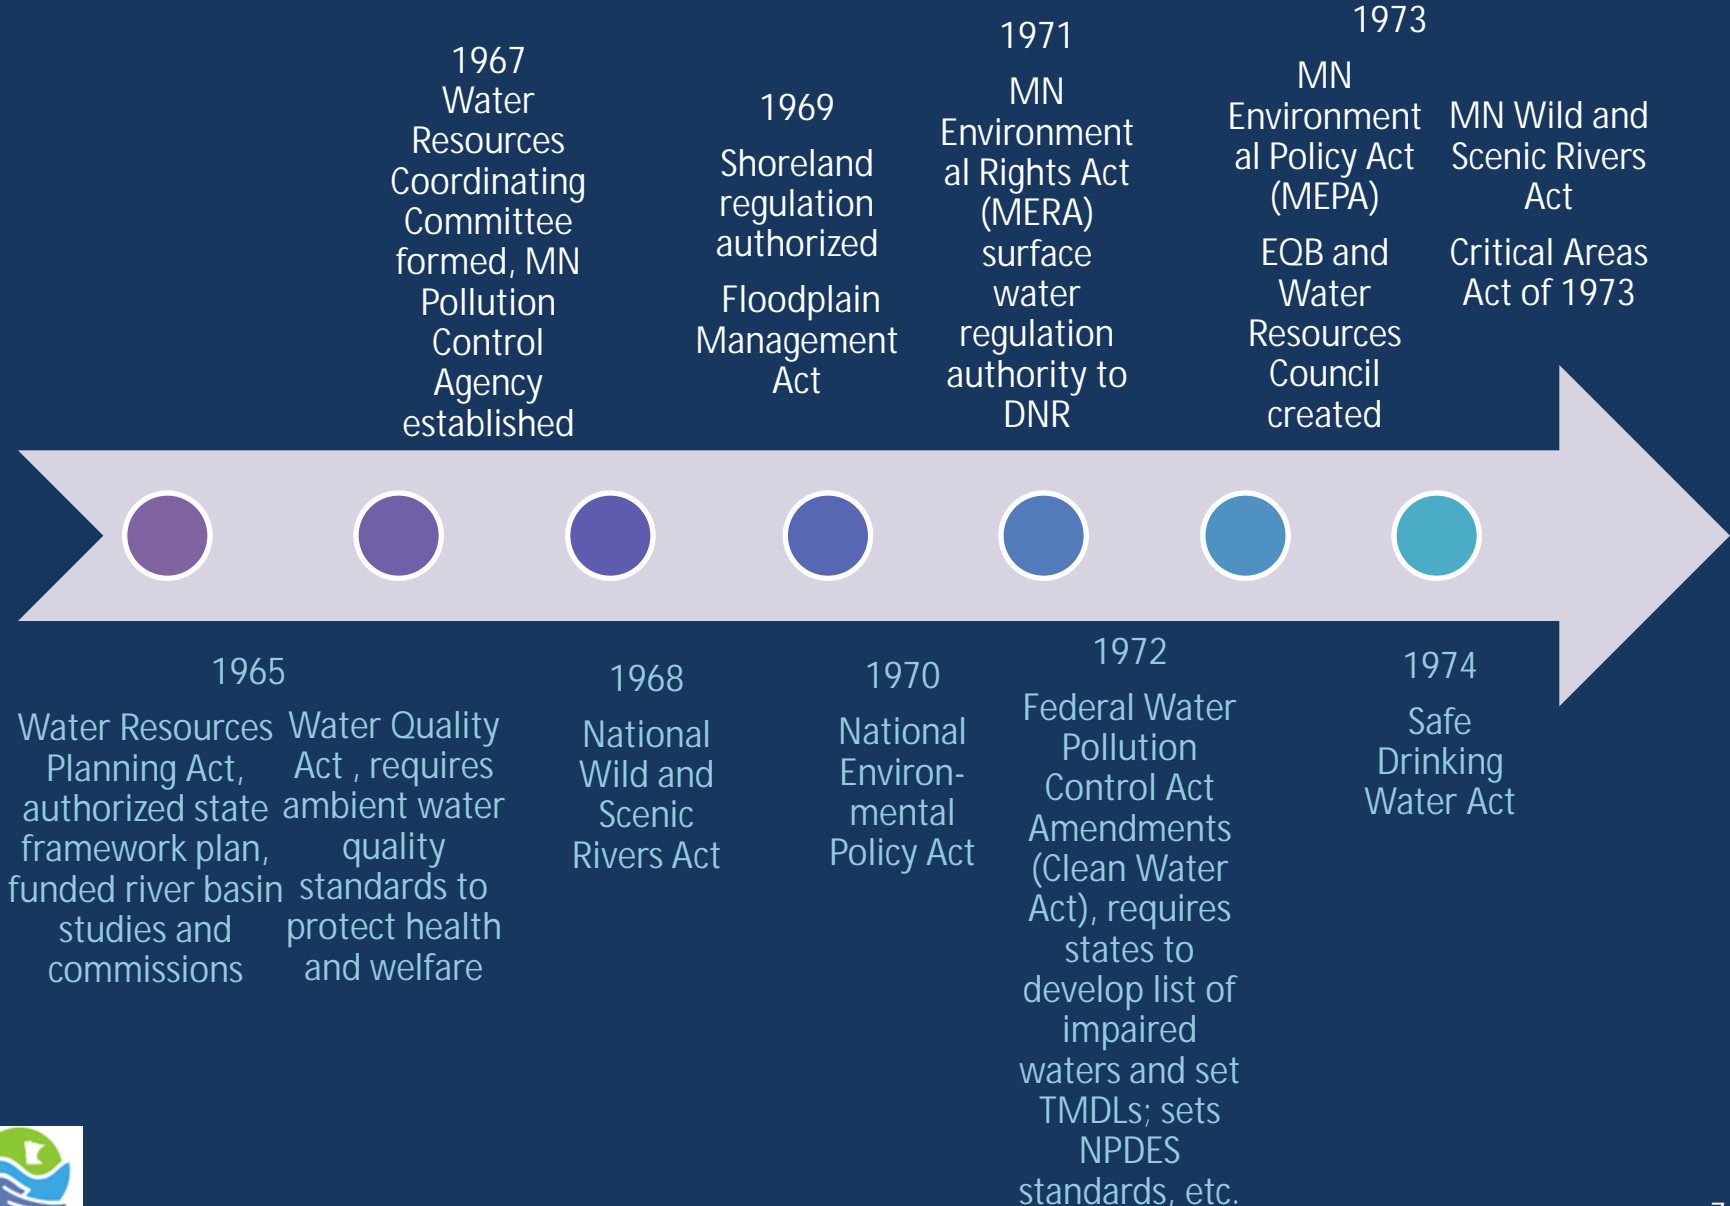 1967
Water
Resources
Coordinating
Committee
formed, MN
Pollution
Control
Agency
established
1969
Shoreland
regulation
authorized
Floodplain
Management
Act
1971
MN
Environment
al Rights Act
(MERA)
surface
water
regulation
authority to
DNR
1973
MN
Environment
al Policy Act
(MEPA)
EQB and
Water
Resources
Council
created
MN Wild and
Scenic Rivers
Act
Critical Areas
Act of 1973
1965
Water Resources
Planning Act,
authorized state
framework plan,
funded river basin
studies and
commissions
Water Quality
Act , requires
ambient water
quality
standards to
protect health
and welfare
1968
National
Wild and
Scenic
Rivers Act
1970
National
Environ-
mental
Policy Act
1972
Federal Water
Pollution
Control Act
Amendments
(Clean Water
Act), requires
states to
develop list of
impaired
waters and set
TMDLs; sets
NPDES
standards, etc.
1974
Safe
Drinking
Water Act